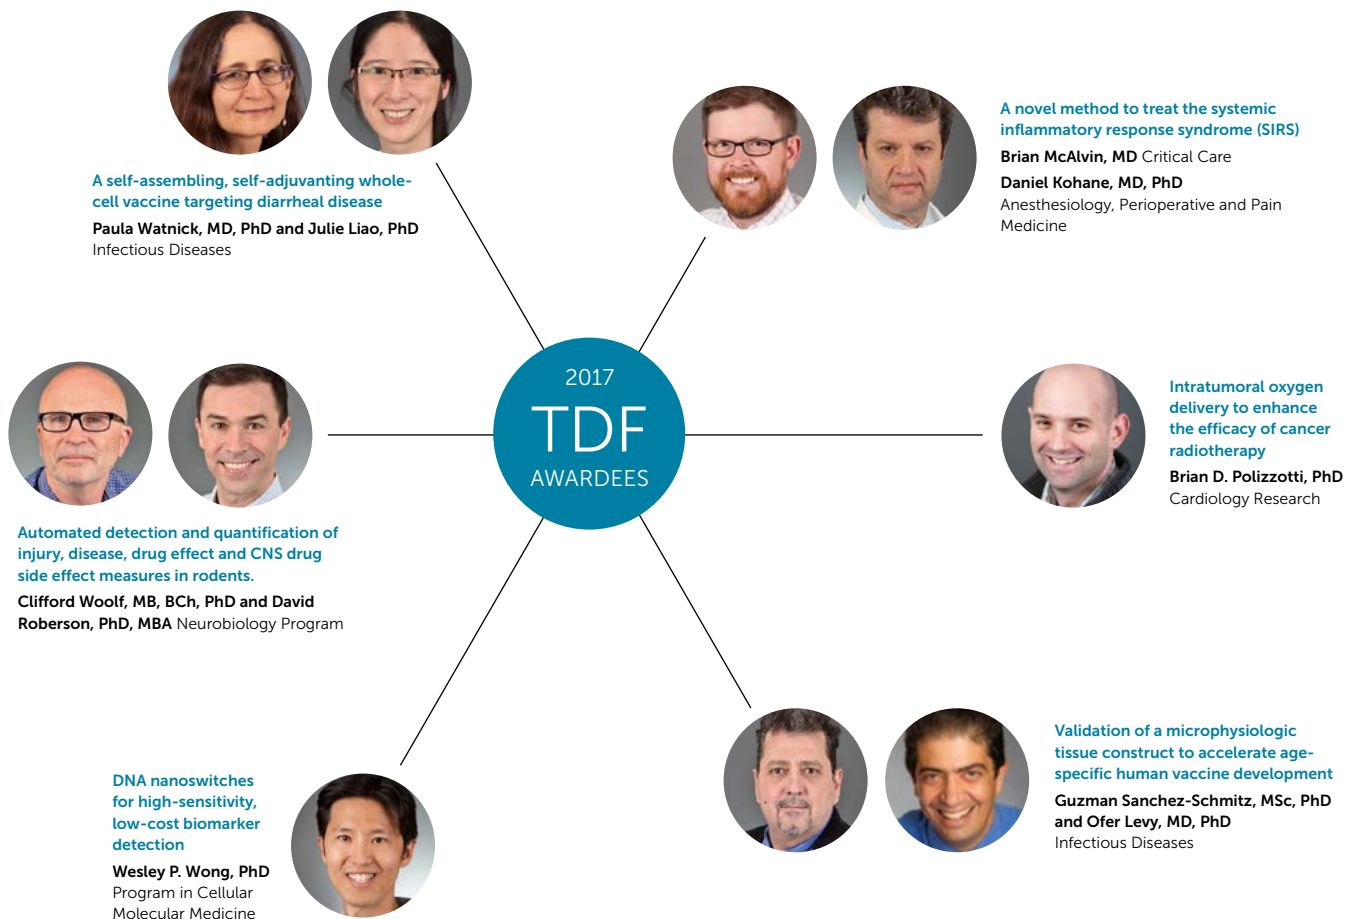 A self-assembling, self-adjuvanting whole-
cell vaccine targeting diarrheal disease
Paula Watnick, MD, PhD and Julie Liao, PhD
Infectious Diseases
A novel method to treat the systemic
inflammatory response syndrome (SIRS)
Brian McAlvin, MD Critical Care
Daniel Kohane, MD, PhD
Anesthesiology, Perioperative and Pain
Medicine
2017
TDF
AWARDEES
Intratumoral oxygen
delivery to enhance
the efficacy of cancer
radiotherapy
Brian D. Polizzotti, PhD
Cardiology Research
Automated detection and quantification of
injury, disease, drug effect and CNS drug
side effect measures in rodents.
Clifford Woolf, MB, BCh, PhD and David
Roberson, PhD, MBA Neurobiology Program
DNA nanoswitches
for high-sensitivity,
low-cost biomarker
detection
Wesley P. Wong, PhD
Program in Cellular
Molecular Medicine
Validation of a microphysiologic
tissue construct to accelerate age-
specific human vaccine development
Guzman Sanchez-Schmitz, MSc, PhD
and Ofer Levy, MD, PhD
Infectious Diseases